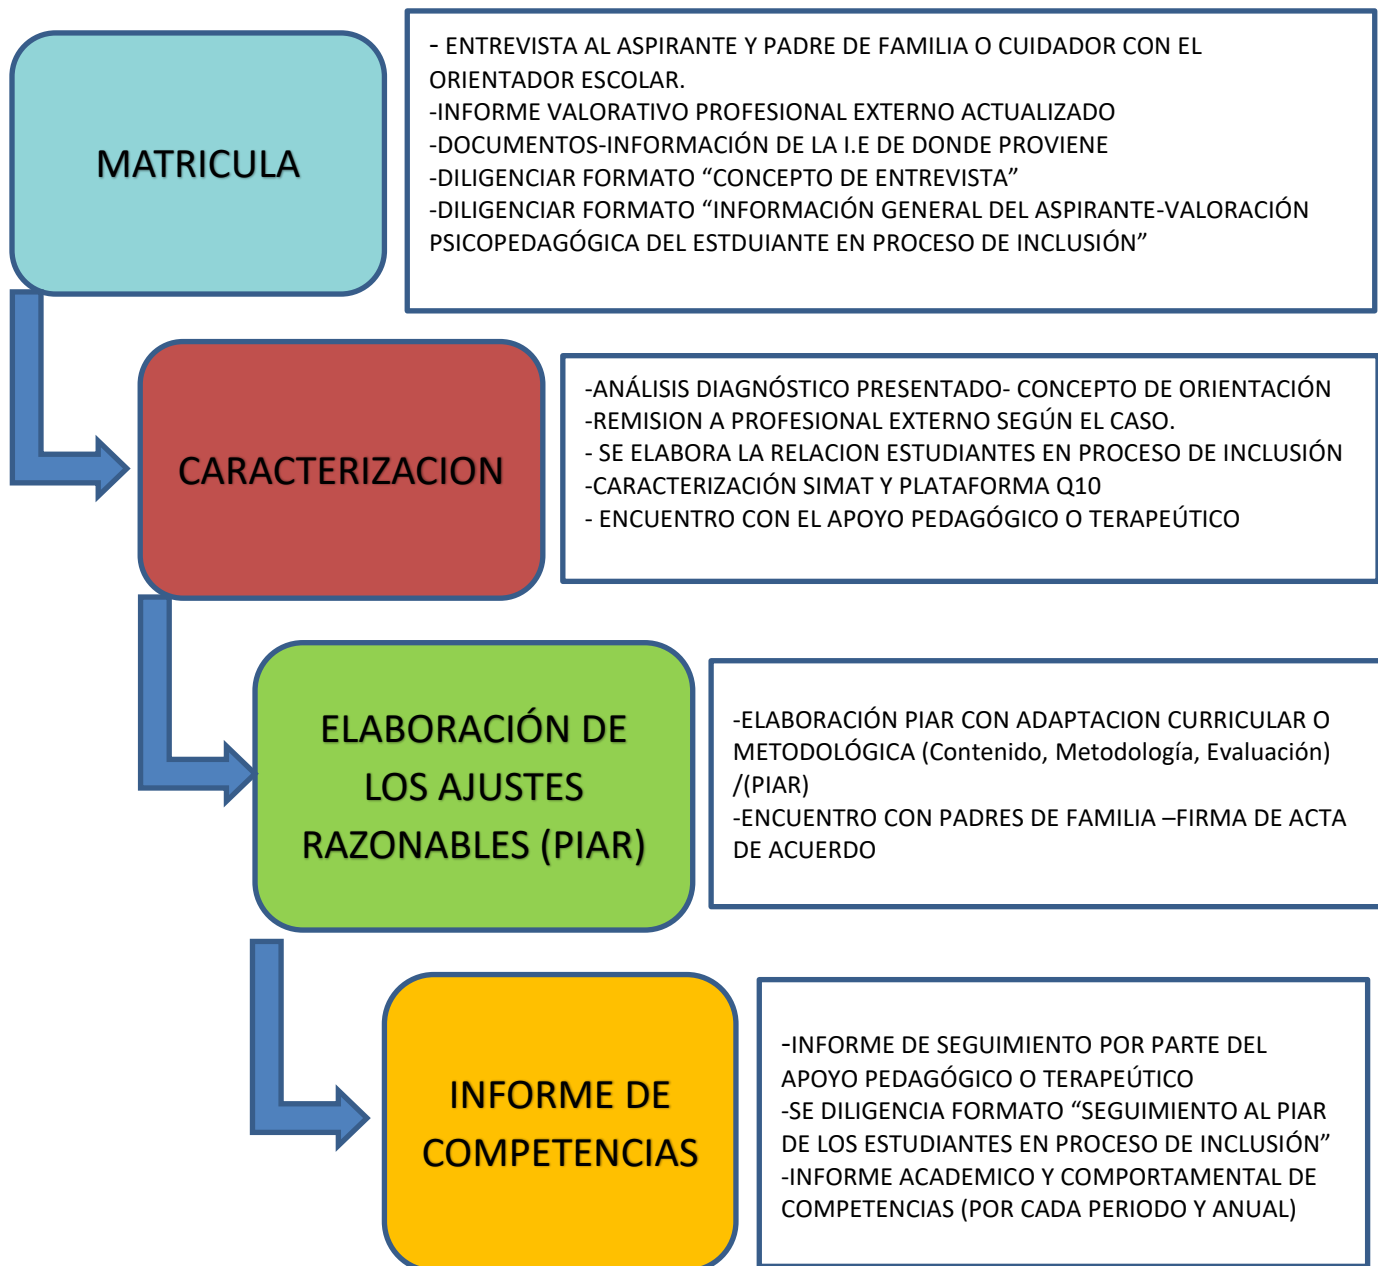 MATRICULA
- ENTREVISTA AL ASPIRANTE Y PADRE DE FAMILIA O CUIDADOR CON EL
ORIENTADOR ESCOLAR.
-INFORME VALORATIVO PROFESIONAL EXTERNO ACTUALIZADO
-DOCUMENTOS-INFORMACIÓN DE LA I.E DE DONDE PROVIENE
-DILIGENCIAR FORMATO “CONCEPTO DE ENTREVISTA”
-DILIGENCIAR FORMATO “INFORMACIÓN GENERAL DEL ASPIRANTE-VALORACIÓN
PSICOPEDAGÓGICA DEL ESTDUIANTE EN PROCESO DE INCLUSIÓN”
CARACTERIZACION
-ANÁLISIS DIAGNÓSTICO PRESENTADO- CONCEPTO DE ORIENTACIÓN
-REMISION A PROFESIONAL EXTERNO SEGÚN EL CASO.
- SE ELABORA LA RELACION ESTUDIANTES EN PROCESO DE INCLUSIÓN
-CARACTERIZACIÓN SIMAT Y PLATAFORMA Q10
- ENCUENTRO CON EL APOYO PEDAGÓGICO O TERAPEÚTICO
ELABORACIÓN DE
LOS AJUSTES
RAZONABLES (PIAR)
-ELABORACIÓN PIAR CON ADAPTACION CURRICULAR O
METODOLÓGICA (Contenido, Metodología, Evaluación)
/(PIAR)
-ENCUENTRO CON PADRES DE FAMILIA –FIRMA DE ACTA
DE ACUERDO
INFORME DE
COMPETENCIAS
-INFORME DE SEGUIMIENTO POR PARTE DEL
APOYO PEDAGÓGICO O TERAPEÚTICO
-SE DILIGENCIA FORMATO “SEGUIMIENTO AL PIAR
DE LOS ESTUDIANTES EN PROCESO DE INCLUSIÓN”
-INFORME ACADEMICO Y COMPORTAMENTAL DE
COMPETENCIAS (POR CADA PERIODO Y ANUAL)